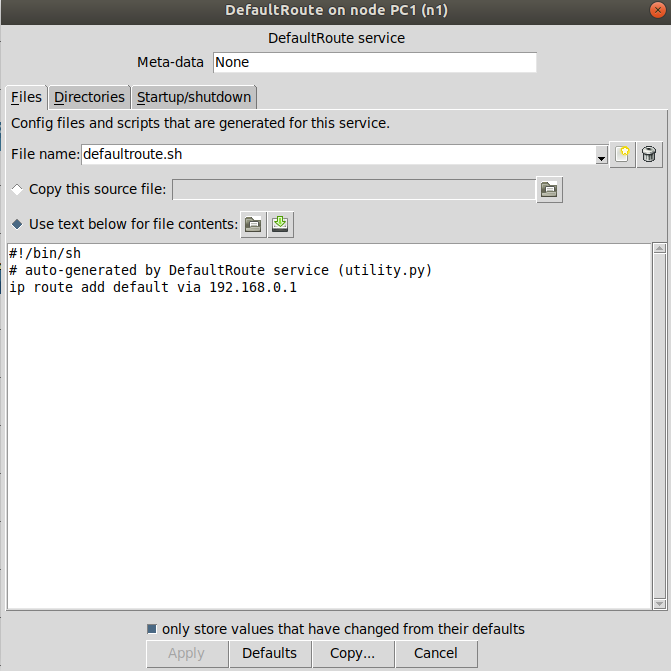 DefaultRoute on node PC1 (n1)
DefaultRoute service
Meta-data None
Files Directories Startup/shutdown
Config files and scripts that are generated for this service.
File name: defaultroute.sh
Copy this source file:
Use text below for file contents:
#!/bin/sh
# auto-generated by DefaultRoute service (utility.py)
ip route add default via 192.168.0.1
only store values that have changed from their defaults
Apply Defaults Copy... Cancel